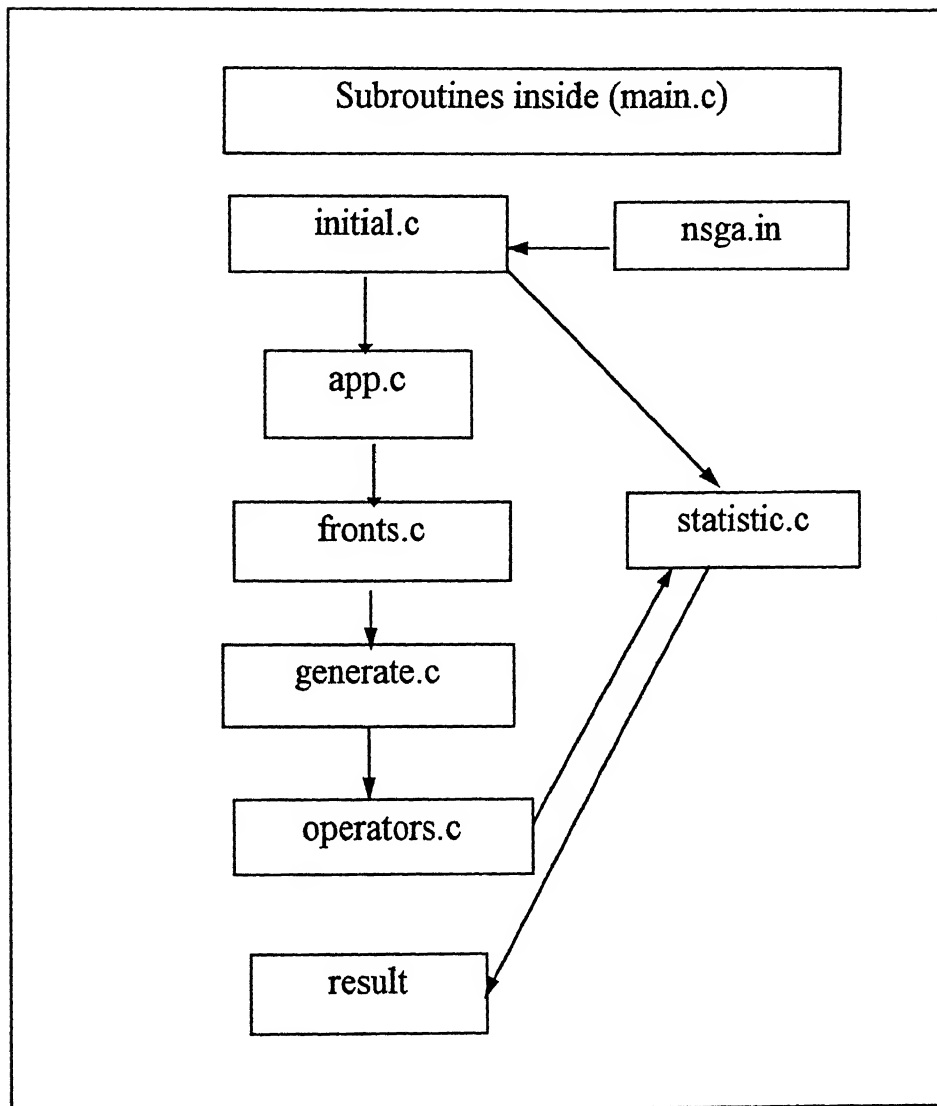 Subroutines inside (main.c)
initial.c
nsga.in
app.c
fronts.c
statistic.c
generate.c
operators.c
result